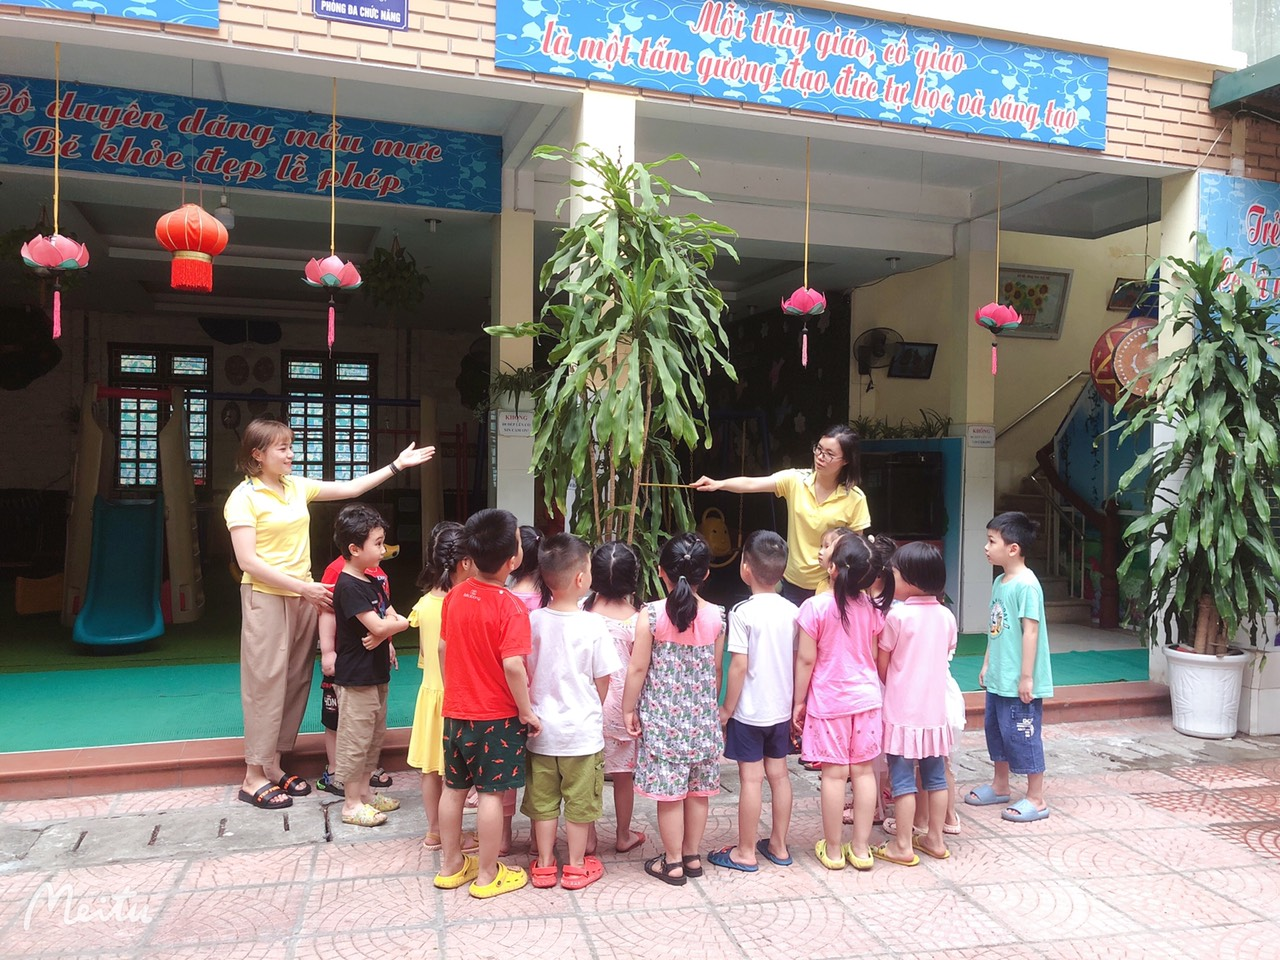 PHÒNG ĐA CHỨC NĂNG
Mỗi thầy giáo, cô giáo
là một tấm gương đạo đức tự học và sáng tạo
Cô duyên dáng mẫu mực
Bé khỏe đẹp lễ phép
Trẻ
KHÔNG
KHÔNG
Meitu